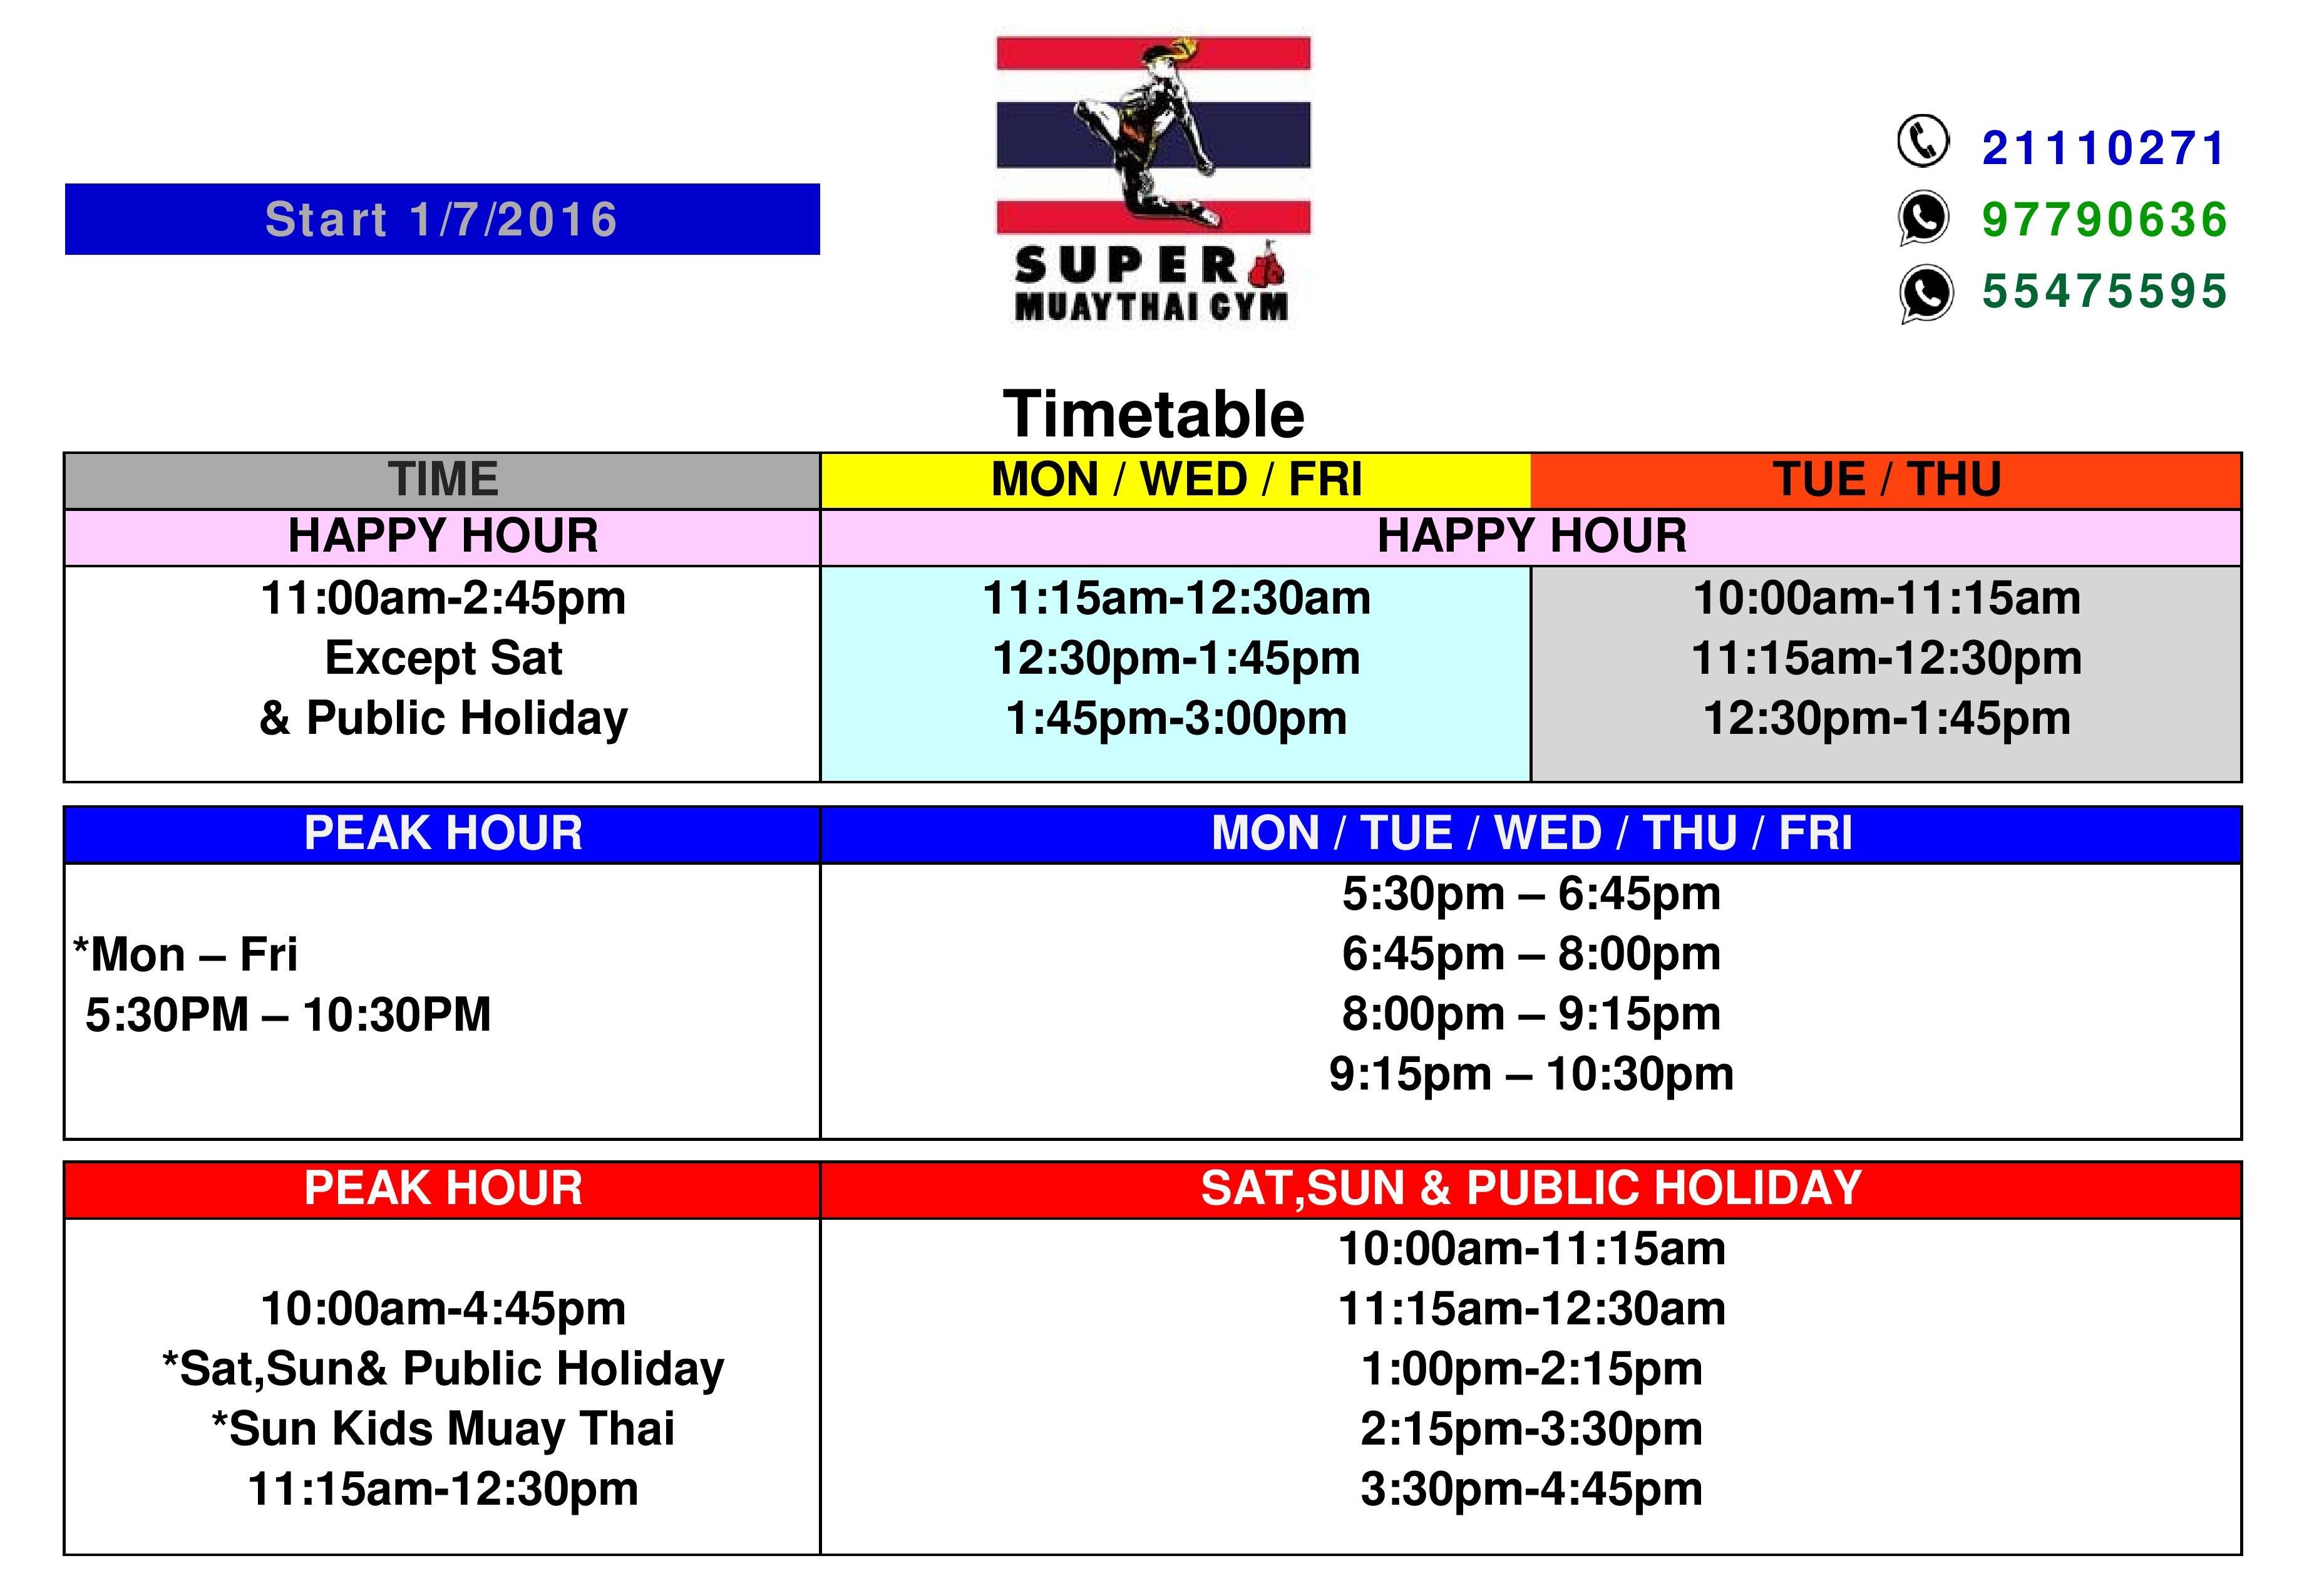 Start 1/7/2016
SUPER
MUAYTHAI GYM
21110271
97790636
55475595
Timetable
TIME MON / WED / FRI TUE / THU
HAPPY HOUR HAPPY HOUR
11:00am-2:45pm 11:15am-12:30am 10:00am-11:15am
Except Sat 12:30pm-1:45pm 11:15am-12:30pm
& Public Holiday 1:45pm-3:00pm 12:30pm-1:45pm
PEAK HOUR MON / TUE / WED / THU / FRI
5:30pm – 6:45pm
*Mon – Fri 6:45pm – 8:00pm
5:30PM – 10:30PM 8:00pm – 9:15pm
9:15pm – 10:30pm
PEAK HOUR SAT,SUN & PUBLIC HOLIDAY
10:00am-11:15am
10:00am-4:45pm 11:15am-12:30am
*Sat,Sun& Public Holiday 1:00pm-2:15pm
*Sun Kids Muay Thai 2:15pm-3:30pm
11:15am-12:30pm 3:30pm-4:45pm